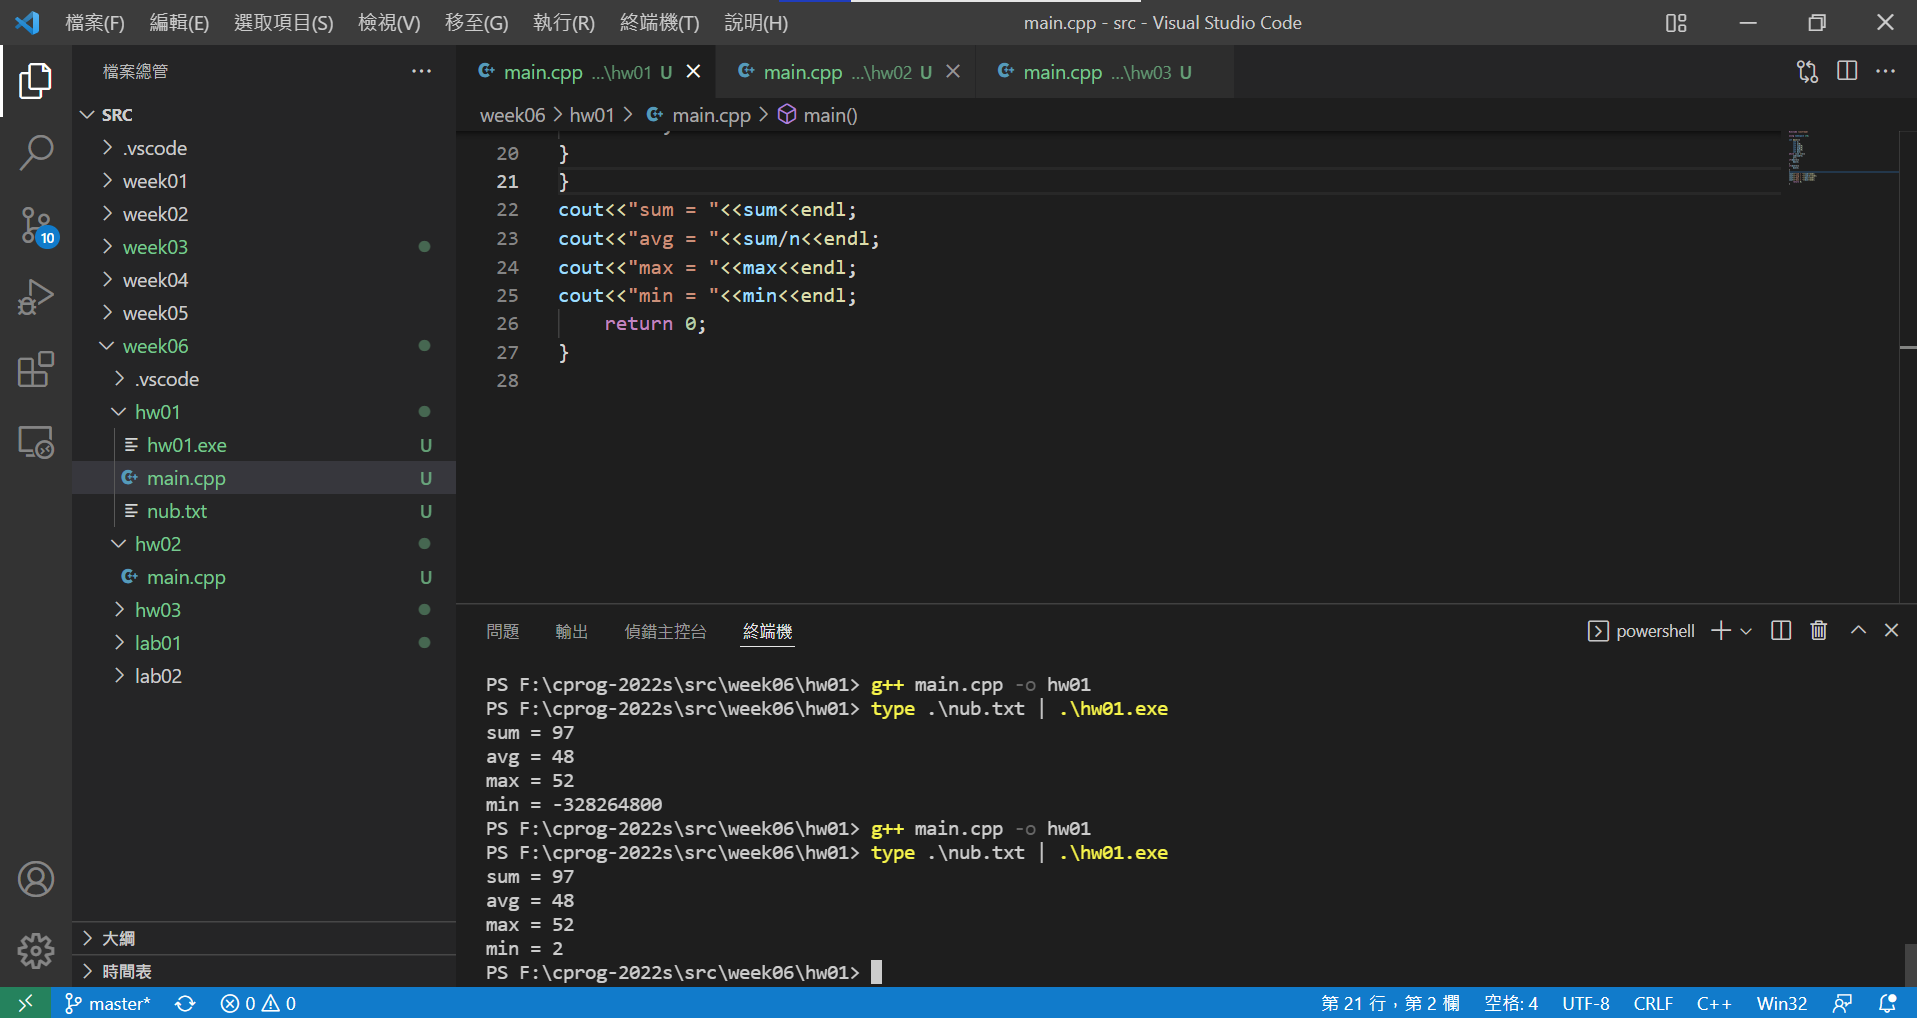 檔案(F) 編輯(E) 選取項目(S) 檢視(V) 移至(G) 執行(R) 終端機(T) 說明(H) main.cpp - src - Visual Studio Code
檔案總管
SRC
.vscode
week01
week02
week03
week04
week05
week06
.vscode
hw01
hw01.exe U
main.cpp U
nub.txt U
hw02
main.cpp U
hw03
lab01
lab02
大綱
時間表
10
main.cpp ...\hw01 U main.cpp ...\hw02 U main.cpp ...\hw03 U
week06 > hw01 > main.cpp > main()
20 }
21 }
22 cout<<"sum = "<<sum<<endl;
23 cout<<"avg = "<<sum/n<<endl;
24 cout<<"max = "<<max<<endl;
25 cout<<"min = "<<min<<endl;
26 return 0;
27 }
28
問題 輸出 偵錯主控台 終端機 powershell
PS F:\cprog-2022s\src\week06\hw01> g++ main.cpp -o hw01
PS F:\cprog-2022s\src\week06\hw01> type .\nub.txt | .\hw01.exe
sum = 97
avg = 48
max = 52
min = -328264800
PS F:\cprog-2022s\src\week06\hw01> g++ main.cpp -o hw01
PS F:\cprog-2022s\src\week06\hw01> type .\nub.txt | .\hw01.exe
sum = 97
avg = 48
max = 52
min = 2
PS F:\cprog-2022s\src\week06\hw01>
master* 0 0 第 21 行，第 2 欄 空格: 4 UTF-8 CRLF C++ Win32